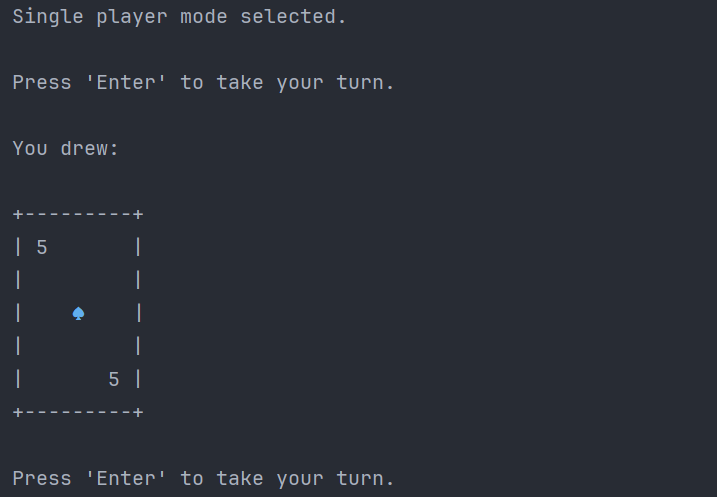 Single player mode selected.
Press 'Enter' to take your turn.
You drew:
+---------+
| 5       |
|         |
|    ♠    |
|         |
|       5 |
+---------+
Press 'Enter' to take your turn.